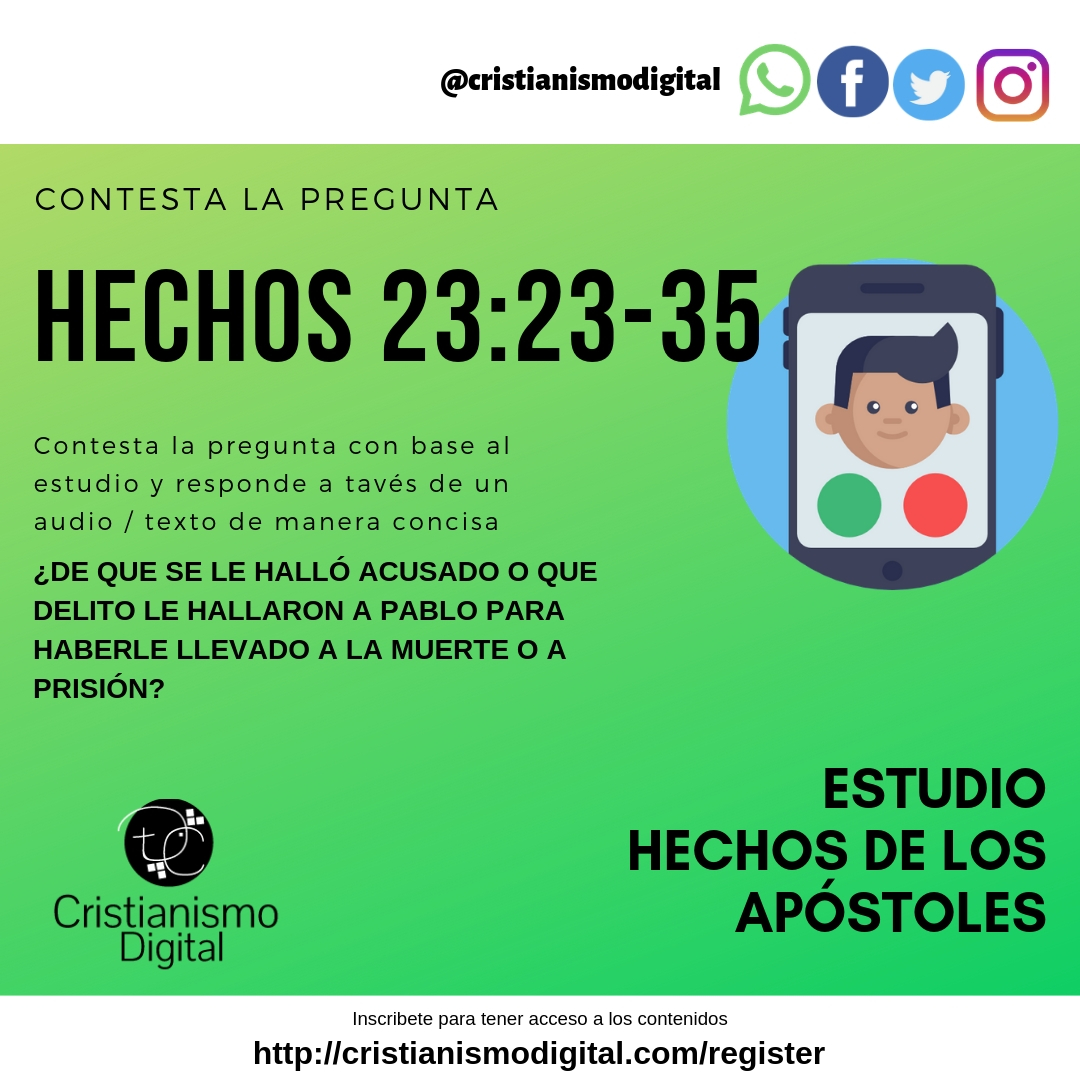 @cristianismodigital
CONTESTA LA PREGUNTA
HECHOS 23:23-35
Contesta la pregunta con base al
estudio y responde a tavés de un
audio / texto de manera concisa
¿DE QUE SE LE HALLÓ ACUSADO O QUE
DELITO LE HALLARON A PABLO PARA
HABERLE LLEVADO A LA MUERTE O A
PRISIÓN?
ESTUDIO
HECHOS DE LOS
APÓSTOLES
Cristianismo
Digital
Inscribete para tener acceso a los contenidos
http://cristianismodigital.com/register